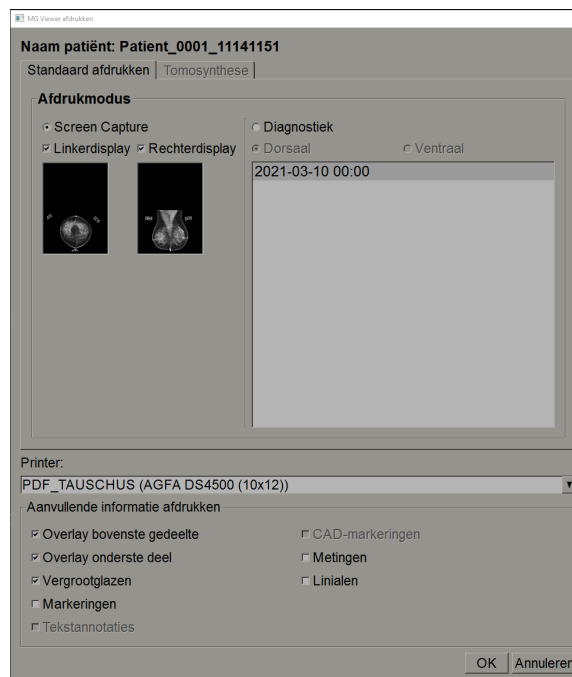 MG Viewer afdrukken
Naam patiënt: Patient_0001_11141151
Standaard afdrukken Tomosynthese
Afdrukmodus
Screen Capture Diagnostiek
Linkerdisplay Rechterdisplay Dorsaal Ventraal
2021-03-10 00:00
Printer:
PDF_TAUSCHUS (AGFA DS4500 (10x12))
Aanvullende informatie afdrukken
Overlay bovenste gedeelte CAD-markeringen
Overlay onderste deel Metingen
Vergrootglazen Linialen
Markeringen
Tekstannotaties
OK Annuleren